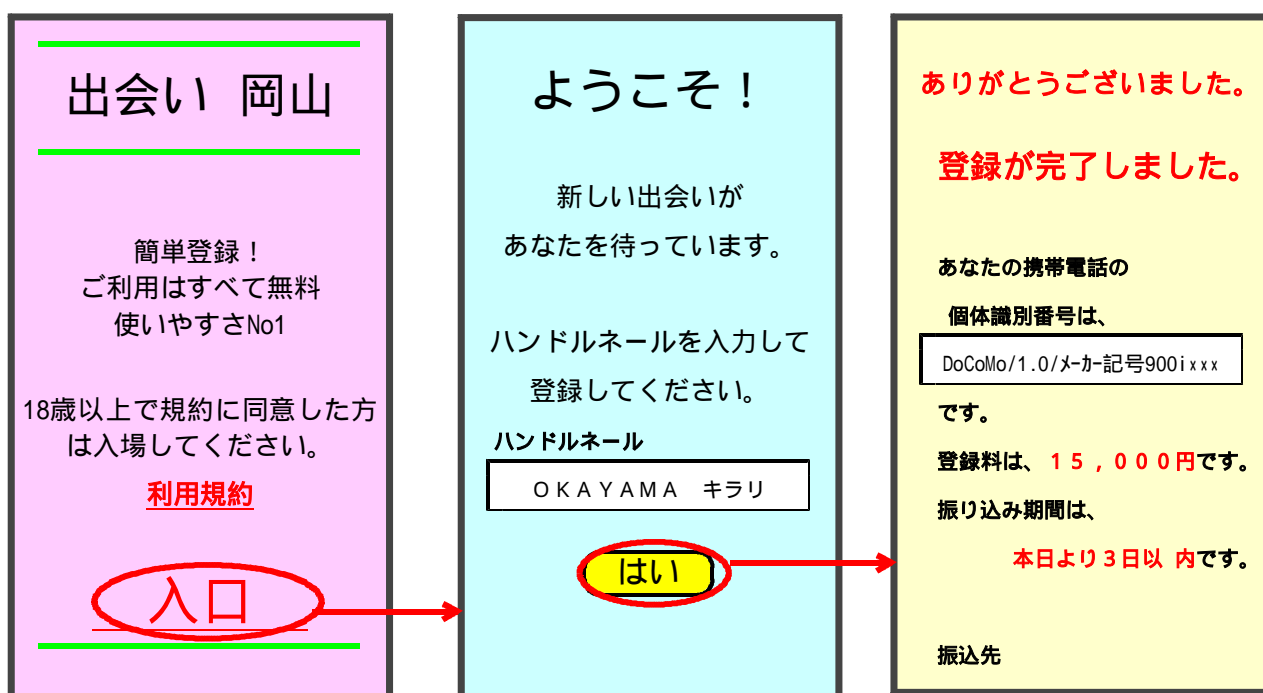 出会い 岡山
簡単登録！
ご利用はすべて無料
使いやすさNo1
18歳以上で規約に同意した方
は入場してください。
利用規約
入口
ようこそ！
新しい出会いが
あなたを待っています。
ハンドルネールを入力して
登録してください。
ハンドルネール
ＯＫＡＹＡＭＡ　キラリ
はい
ありがとうございました。
登録が完了しました。
あなたの携帯電話の
個体識別番号は、
DoCoMo/1.0/ﾒｰｶｰ記号900ixxx
です。
登録料は、１５，０００円です。
振り込み期間は、
本日より３日以 内です。
振込先